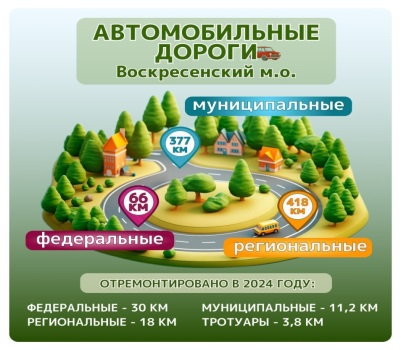 АВТОМОБИЛЬНЫЕ
ДОРОГИ
Воскресенский м.о.
муниципальные
377
КМ
66
КМ
418
КМ
федеральные
региональные
ОТРЕМОНТИРОВАНО В 2024 ГОДУ:
ФЕДЕРАЛЬНЫЕ - 30 КМ
РЕГИОНАЛЬНЫЕ - 18 КМ
МУНИЦИПАЛЬНЫЕ - 11,2 КМ
ТРОТУАРЫ - 3,8 КМ